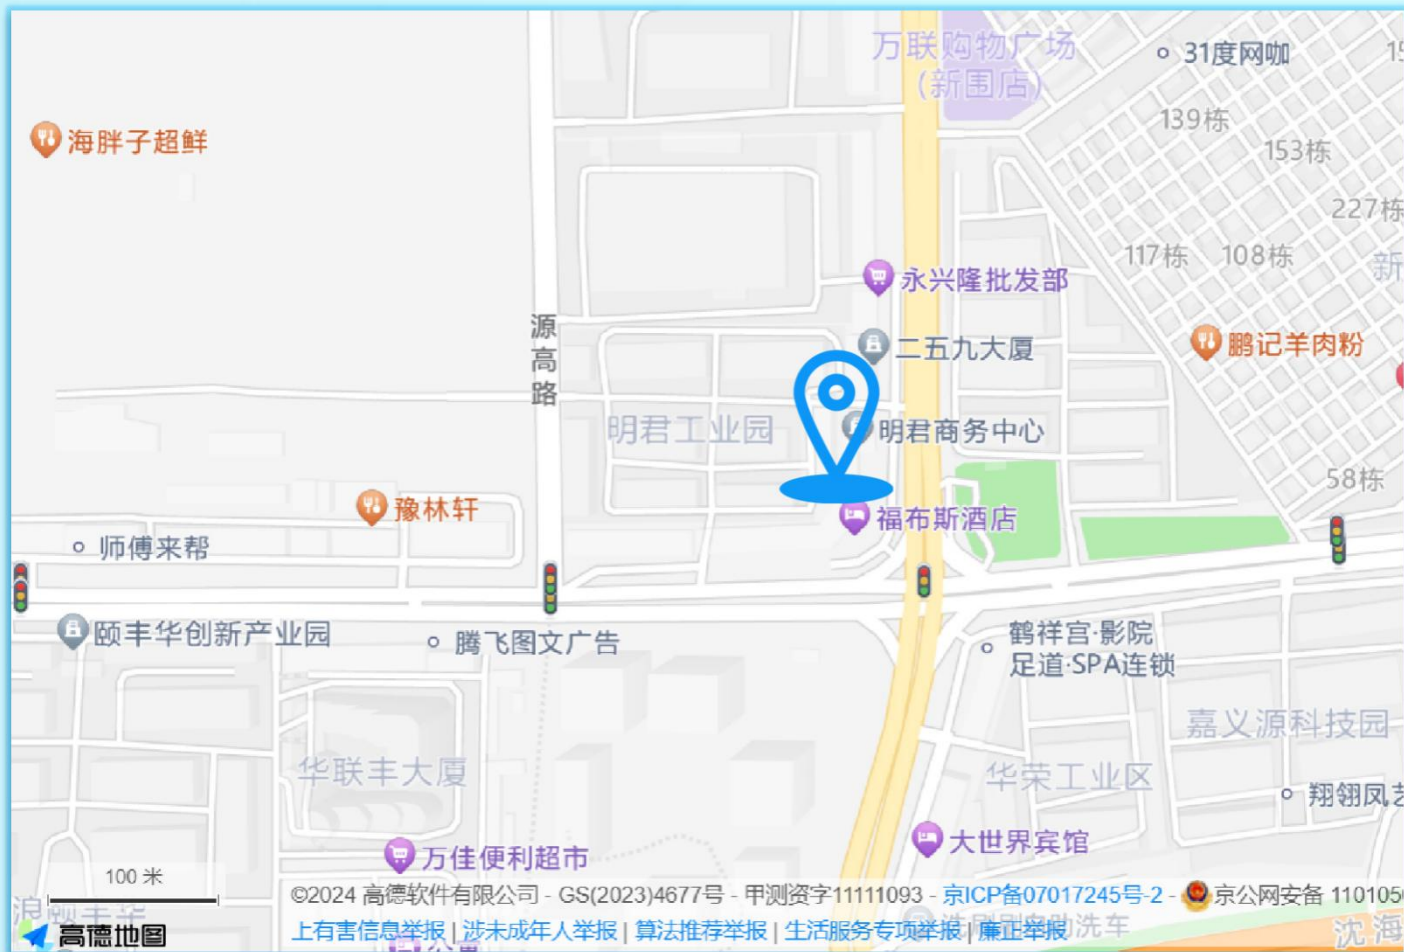 万联购物广场
(新围店)
31度网咖
139栋
海胖子超鲜
153栋
227栋
117栋
108栋
新
永兴隆批发部
源高路
二五九大厦
鹏记羊肉粉
明君工业园
明君商务中心
58栋
豫林轩
福布斯酒店
师傅来帮
颐丰华创新产业园
腾飞图文广告
鹤祥宫·影院
足道·SPA连锁
嘉义源科技园
华联丰大厦
华荣工业区
翔翎凤艺
大世界宾馆
万佳便利超市
100 米
©2024 高德软件有限公司 - GS(2023)4677号 - 甲测资字11111093 - 京ICP备07017245号-2 - 京公网安备 110105
上有害信息举报 | 涉未成年人举报 | 算法推荐举报 | 生活服务专项举报 | 廉正举报
高德地图
沈海